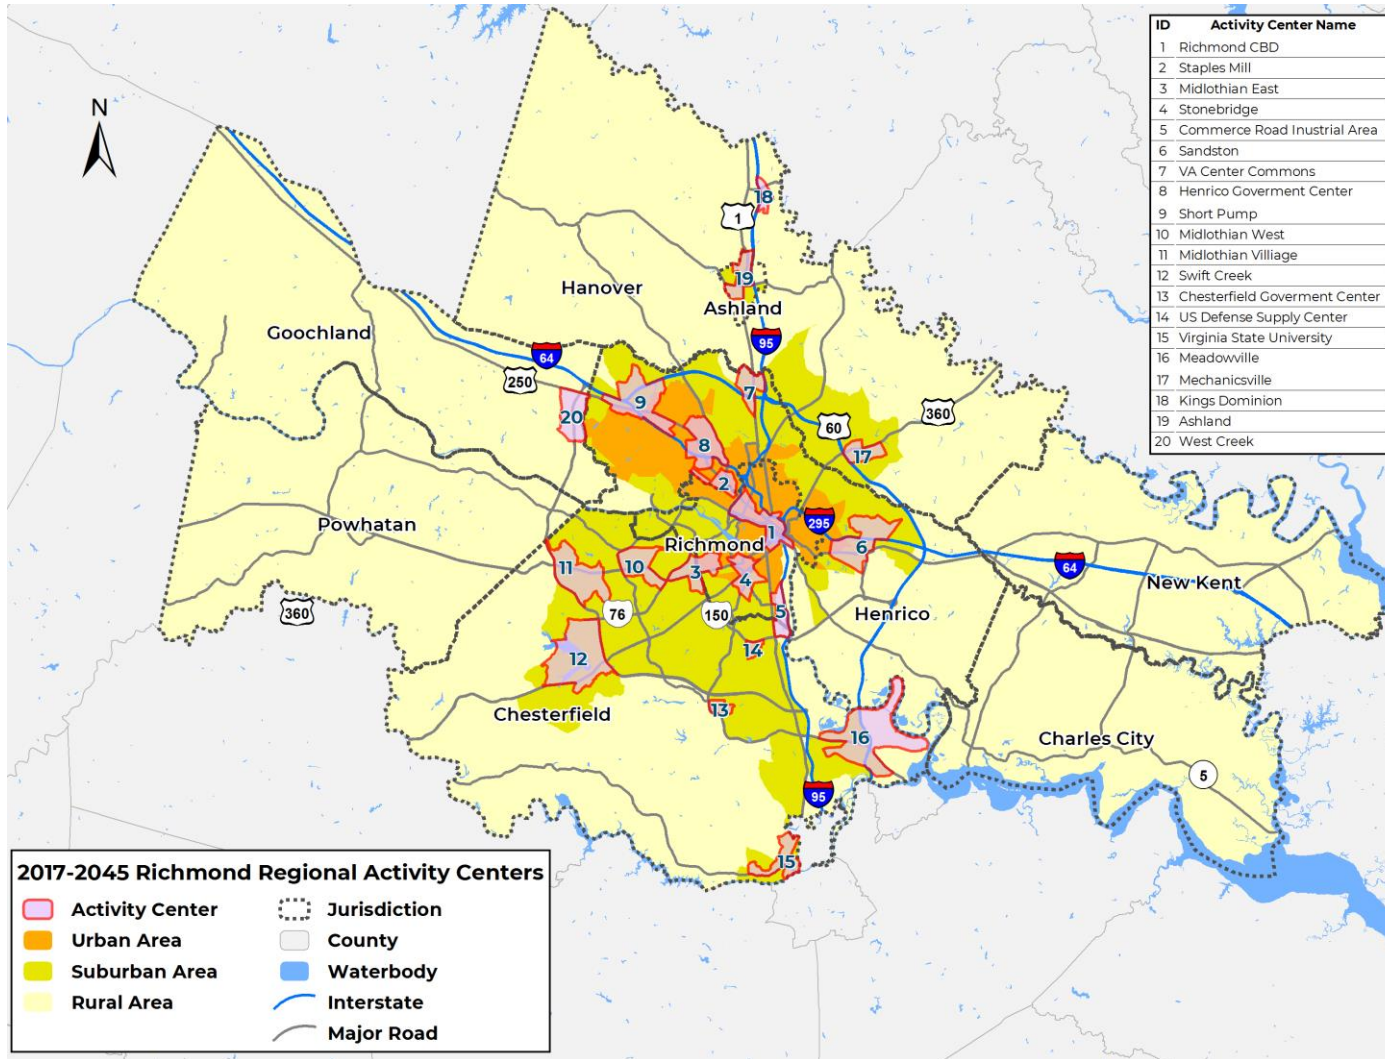 ID Activity Center Name
1 Richmond CBD
2 Staples Mill
3 Midlothian East
4 Stonebridge
5 Commerce Road Inustrial Area
6 Sandston
7 VA Center Commons
8 Henrico Goverment Center
9 Short Pump
10 Midlothian West
11 Midlothian Villiage
12 Swift Creek
13 Chesterfield Goverment Center
14 US Defense Supply Center
15 Virginia State University
16 Meadowville
17 Mechanicsville
18 Kings Dominion
19 Ashland
20 West Creek
N
18
1
19
Hanover
Ashland
Goochland
95
64
250
7
20
9
360
60
8
17
2
Powhatan
295
1
Richmond
6
11
10
3
4
64
New Kent
360
76
150
5
Henrico
14
12
13
Chesterfield
16
Charles City
5
95
15
2017-2045 Richmond Regional Activity Centers
Activity Center
Urban Area
Suburban Area
Rural Area
Jurisdiction
County
Waterbody
Interstate
Major Road